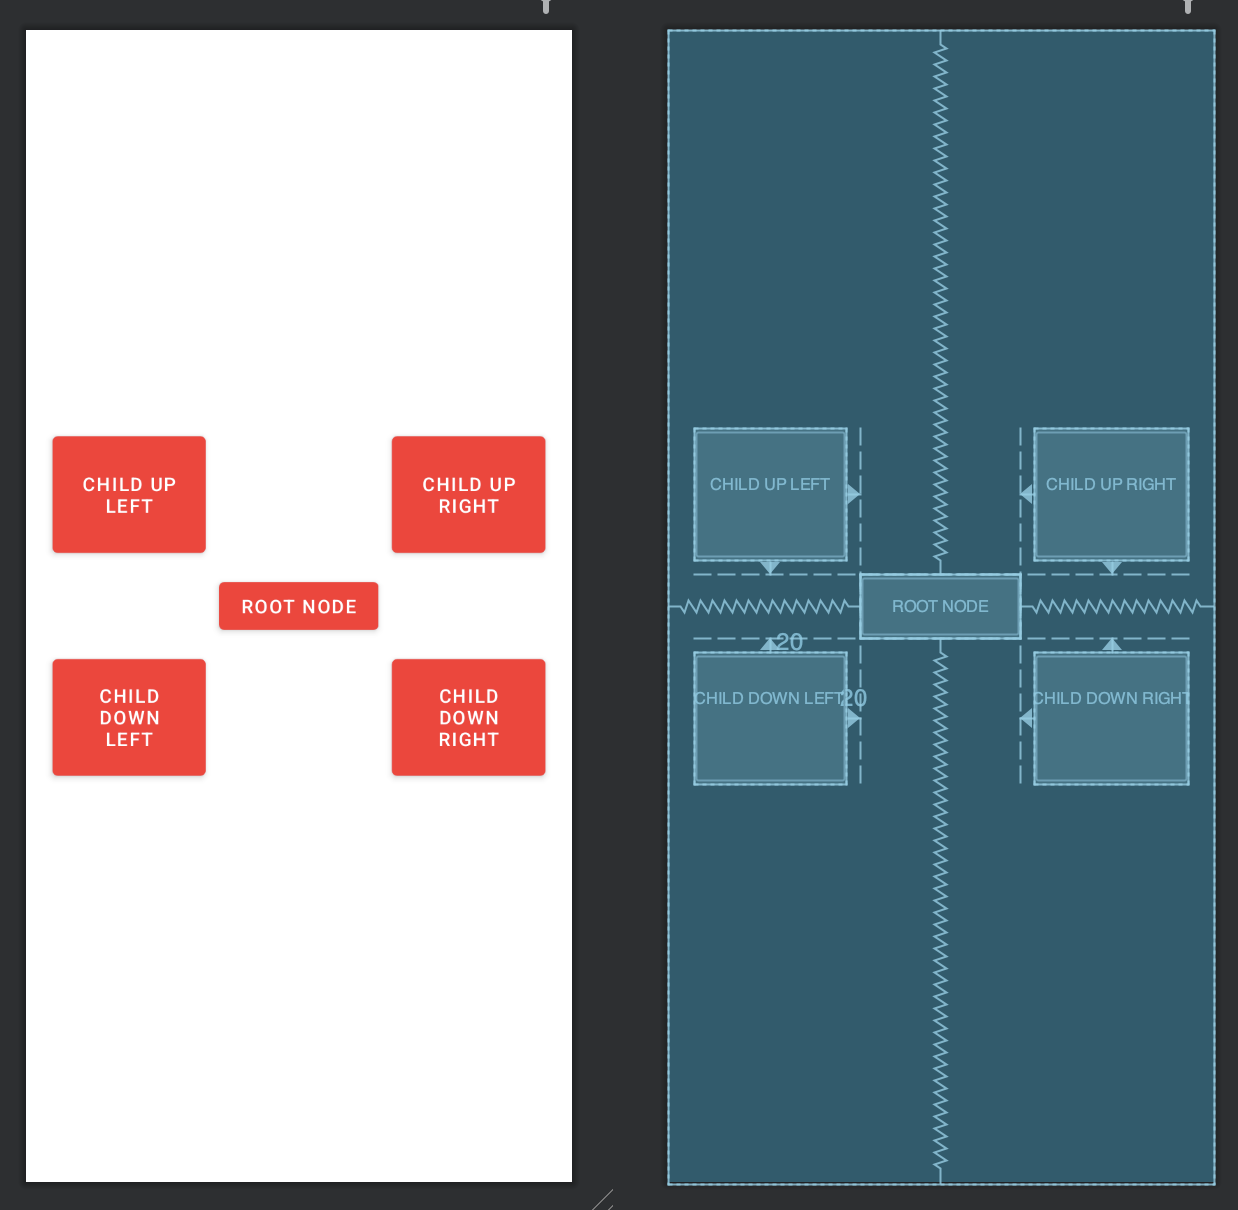 CHILD UP
LEFT
CHILD UP
RIGHT
ROOT NODE
CHILD
DOWN
LEFT
CHILD
DOWN
RIGHT
CHILD UP LEFT
CHILD UP RIGHT
ROOT NODE
20
CHILD DOWN LEFT
20
CHILD DOWN RIGHT